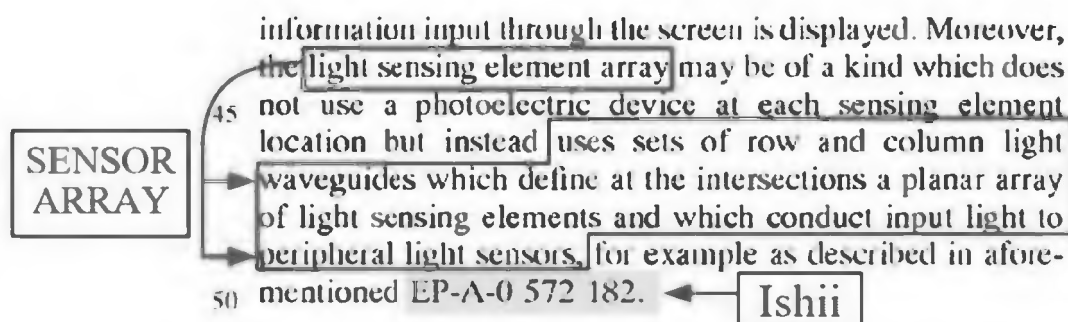 information input through the screen is displayed. Moreover,
the light sensing element array may be of a kind which does
45 not use a photoelectric device at each sensing element
location but instead uses sets of row and column light
waveguides which define at the intersections a planar array
of light sensing elements and which conduct input light to
peripheral light sensors, for example as described in afore-
50 mentioned EP-A-0 572 182.
SENSOR
ARRAY
Ishii